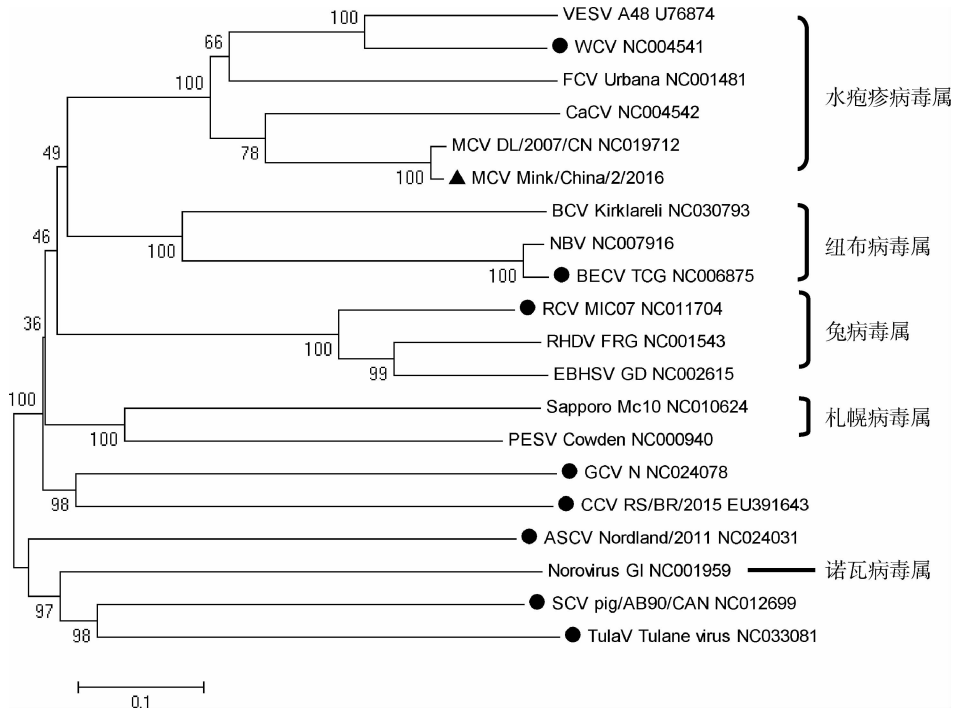 100
VESV A48 U76874
66
WCV NC004541
100
FCV Urbana NC001481
水疱疹病毒属
CaCV NC004542
49
78
MCV DL/2007/CN NC019712
100
MCV Mink/China/2/2016
BCV Kirklareli NC030793
46
100
NBV NC007916
纽布病毒属
100
BECV TCG NC006875
RCV MIC07 NC011704
36
100
RHDV FRG NC001543
兔病毒属
99
EBHSV GD NC002615
100
Sapporo Mc10 NC010624
札幌病毒属
100
PESV Cowden NC000940
GCV N NC024078
98
CCV RS/BR/2015 EU391643
ASCV Nordland/2011 NC024031
Norovirus GI NC001959
诺瓦病毒属
97
SCV pig/AB90/CAN NC012699
98
TulaV Tulane virus NC033081
0.1